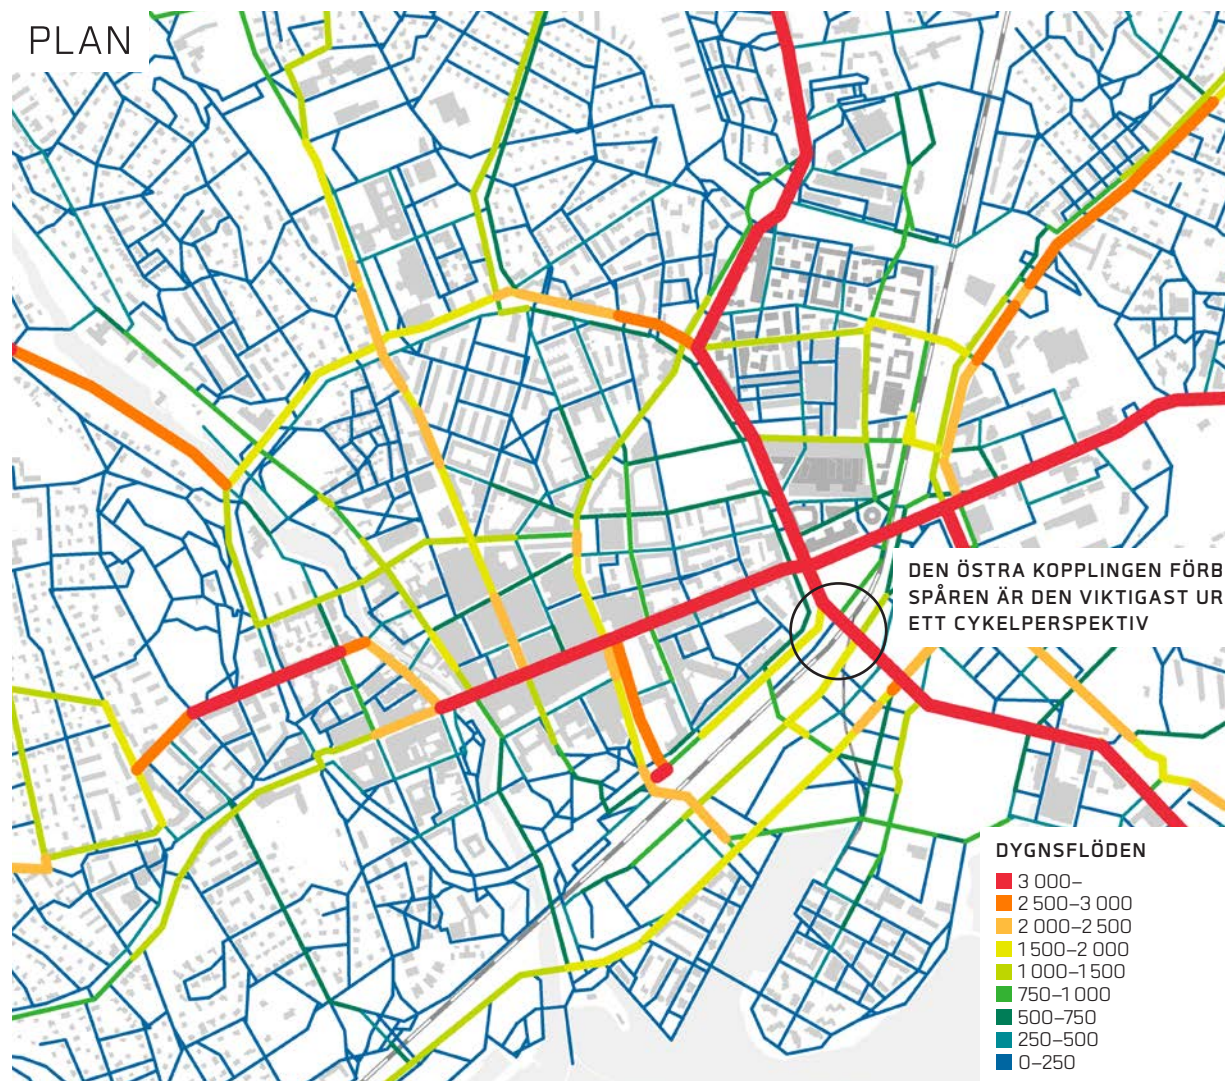 PLAN
DEN ÖSTRA KOPPLINGEN FÖRB
SPÅREN ÄR DEN VIKTIGAST UR
ETT CYKELPERSPEKTIV
DYGNSFLÖDEN
3 000–
2 500–3 000
2 000–2 500
1 500–2 000
1 000–1 500
750–1 000
500–750
250–500
0–250